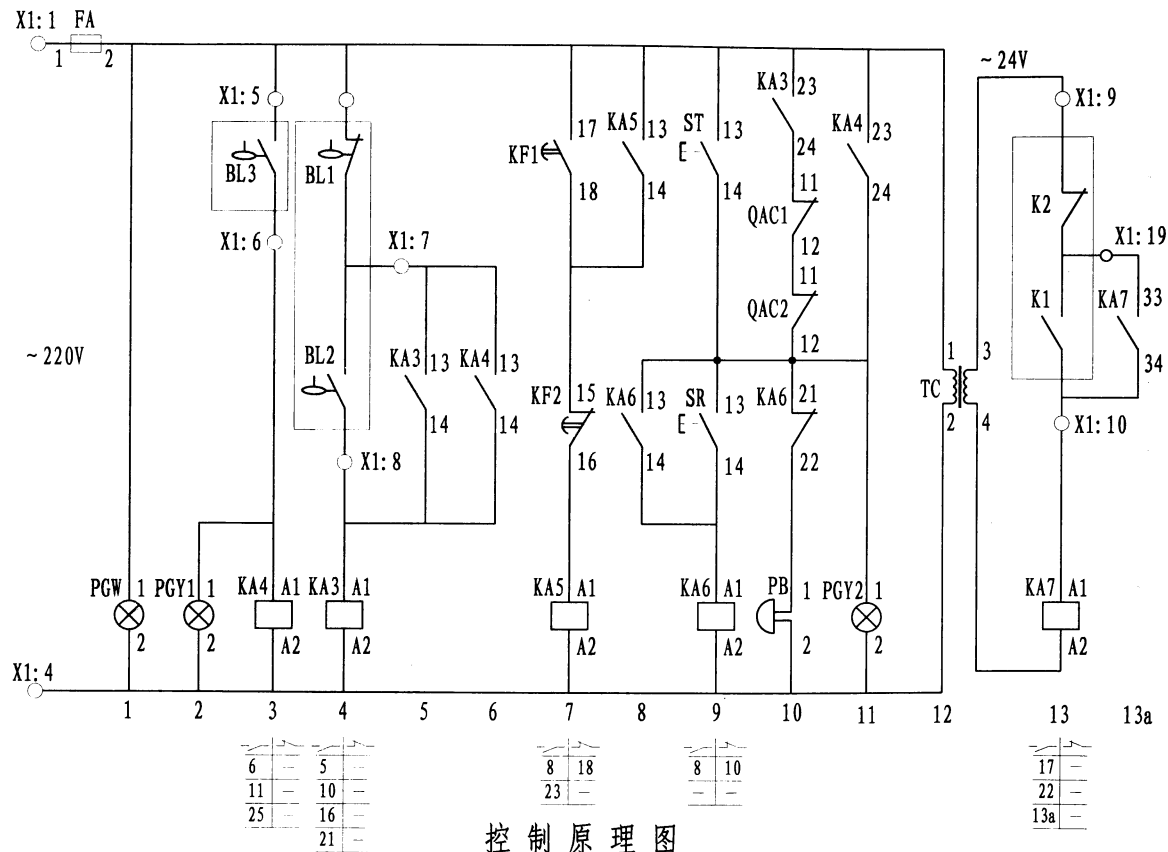 X1: 1 FA
1 2
~ 24V
X1: 5
KA3 23
X1: 9
17 KA5 13 ST 13
KA4 23
KF1
24
BL3 BL1
18 14 14
11
24
K2
QAC1
X1: 6 X1: 7
12
X1: 19
11
QAC2
K1 KA7 33
12
~ 220V
BL2 KA3 13 KA4 13
1 3
34
TC
KF2 15 KA6 13 SR 13 KA6 21
2 4
14 14
X1: 10
X1: 8
16 14 14 22
PGW 1 PGY1 1 KA4 A1 KA3 A1 KA5 A1 KA6 A1 PB 1 PGY2 1 KA7 A1
2 2 A2 A2 A2 A2 2 2 A2
X1: 4
1 2 3 4 5 6 7 8 9 10 11 12 13 13a
6 — 5 — 8 18 8 10 17 —
11 — 10 — 23 — — — 22 —
25 — 16 — 13a —
21 —
控制原理图